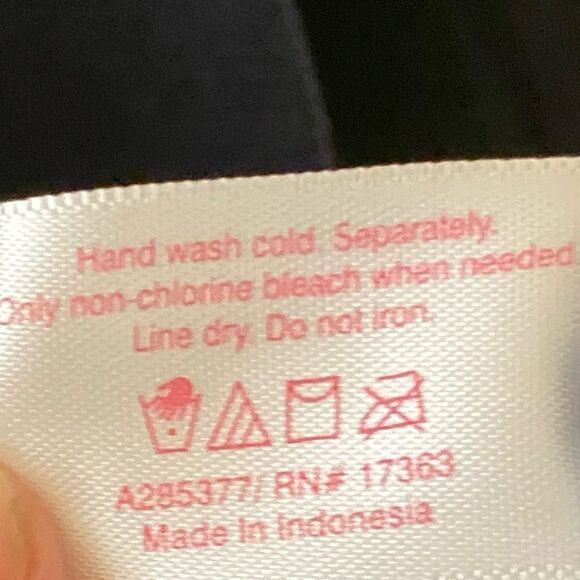 Hand wash cold. Separately.
Only non-chlorine bleach when needed
Line dry. Do not iron.
A285377/ RN# 17363
Made In Indonesia